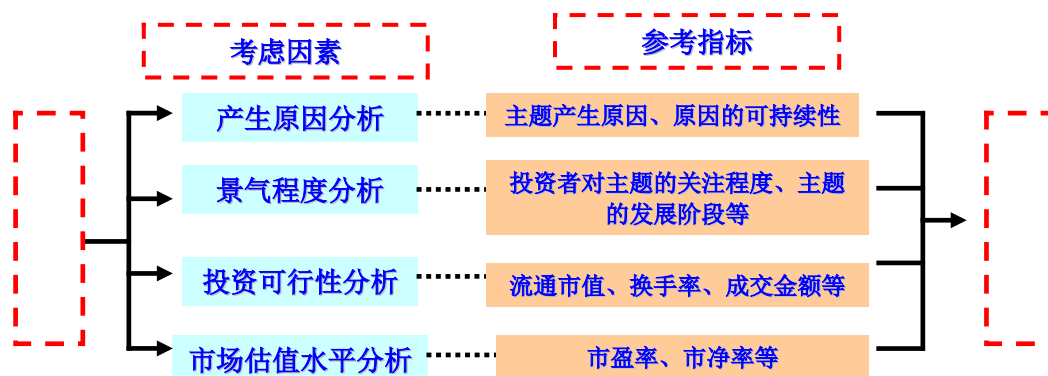 考虑因素
参考指标
产生原因分析
主题产生原因、原因的可持续性
景气程度分析
投资者对主题的关注程度、主题
的发展阶段等
投资可行性分析
流通市值、换手率、成交金额等
市场估值水平分析
市盈率、市净率等